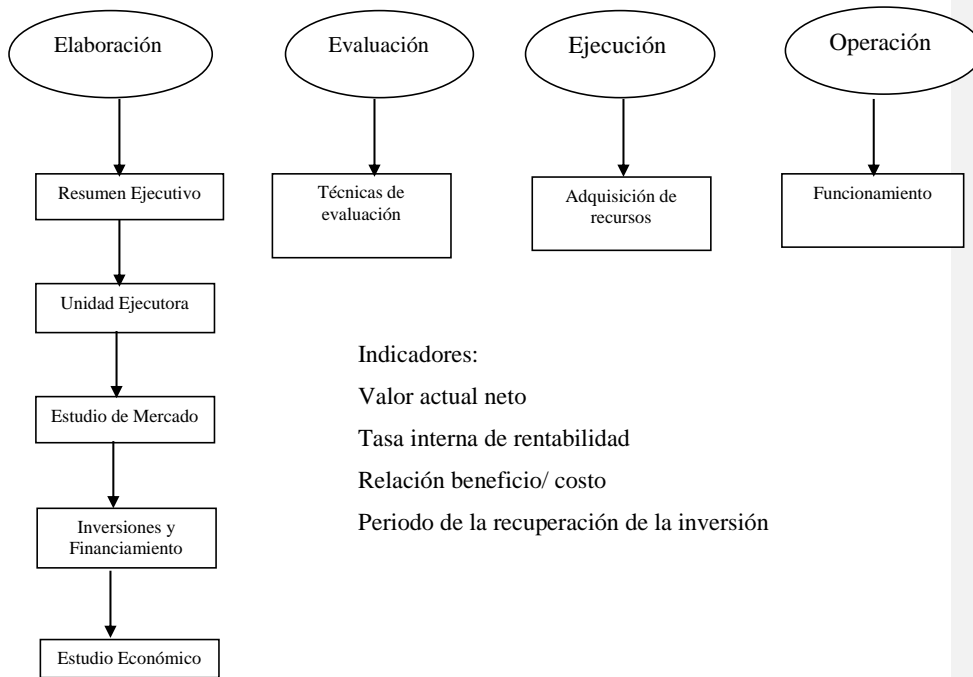 Elaboración
Evaluación
Ejecución
Operación
Resumen Ejecutivo
Técnicas de
evaluación
Adquisición de
recursos
Funcionamiento
Unidad Ejecutora
Estudio de Mercado
Inversiones y
Financiamiento
Estudio Económico
Indicadores:
Valor actual neto
Tasa interna de rentabilidad
Relación beneficio/ costo
Periodo de la recuperación de la inversión